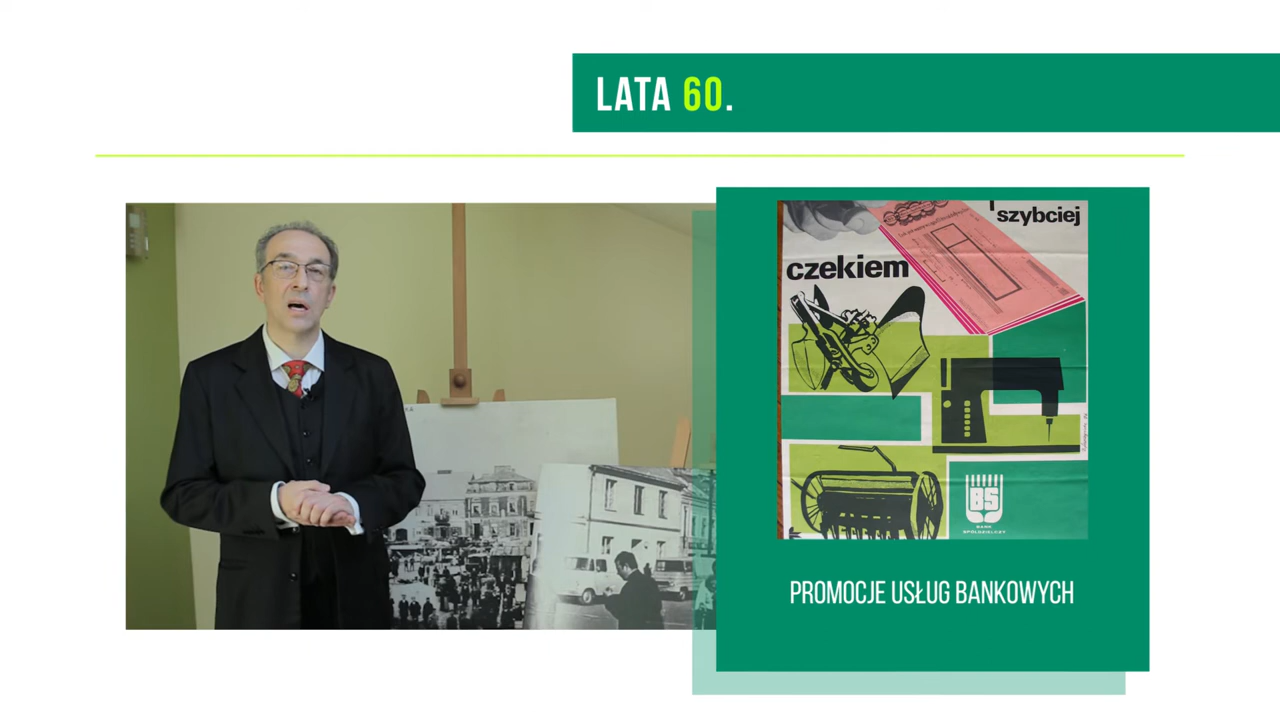 LATA 60.
szybciej
czekiem
BS
BANK
SPÓŁDZIELCZY
PROMOCJE USŁUG BANKOWYCH